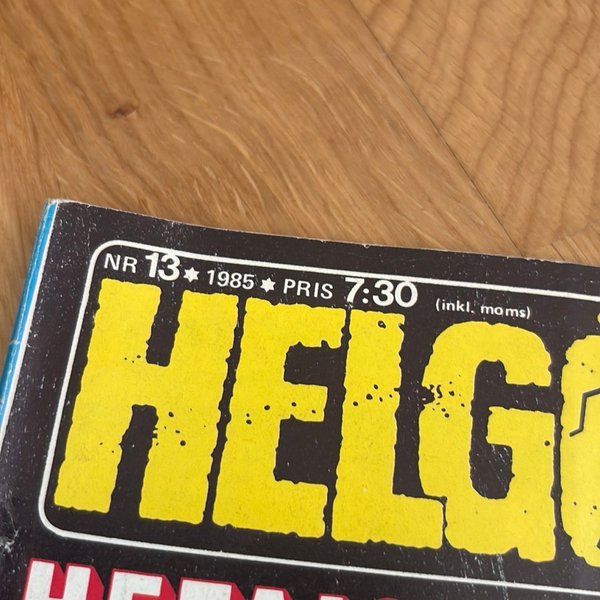 NR 13 ★ 1985 ★ PRIS 7:30 (inkl. moms)
HELG